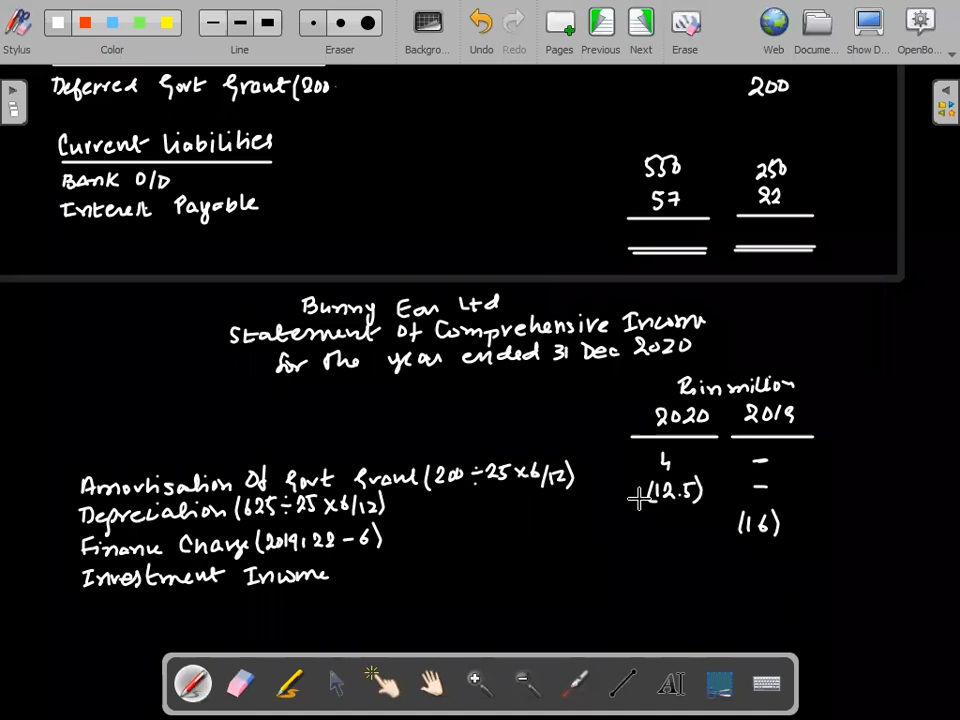 Stylus Color Line Eraser Backgro... Undo Redo Pages Previous Next Erase Web Docume... Show D... OpenBo...
Deferred Govt Grant (200 200
Current Liabilities
Bank O/D 550 250
Interest Payable 57 22
Bunny Ear Ltd
Statement Of Comprehensive Income
for the year ended 31 Dec 2020
R in million
2020 2019
Amortisation Of Govt Grant (200 ÷ 25 x 6/12) 4 -
Depreciation (625 ÷ 25 x 6/12) (12.5) -
Finance Charge (2019: 22 - 6) (16)
Investment Income